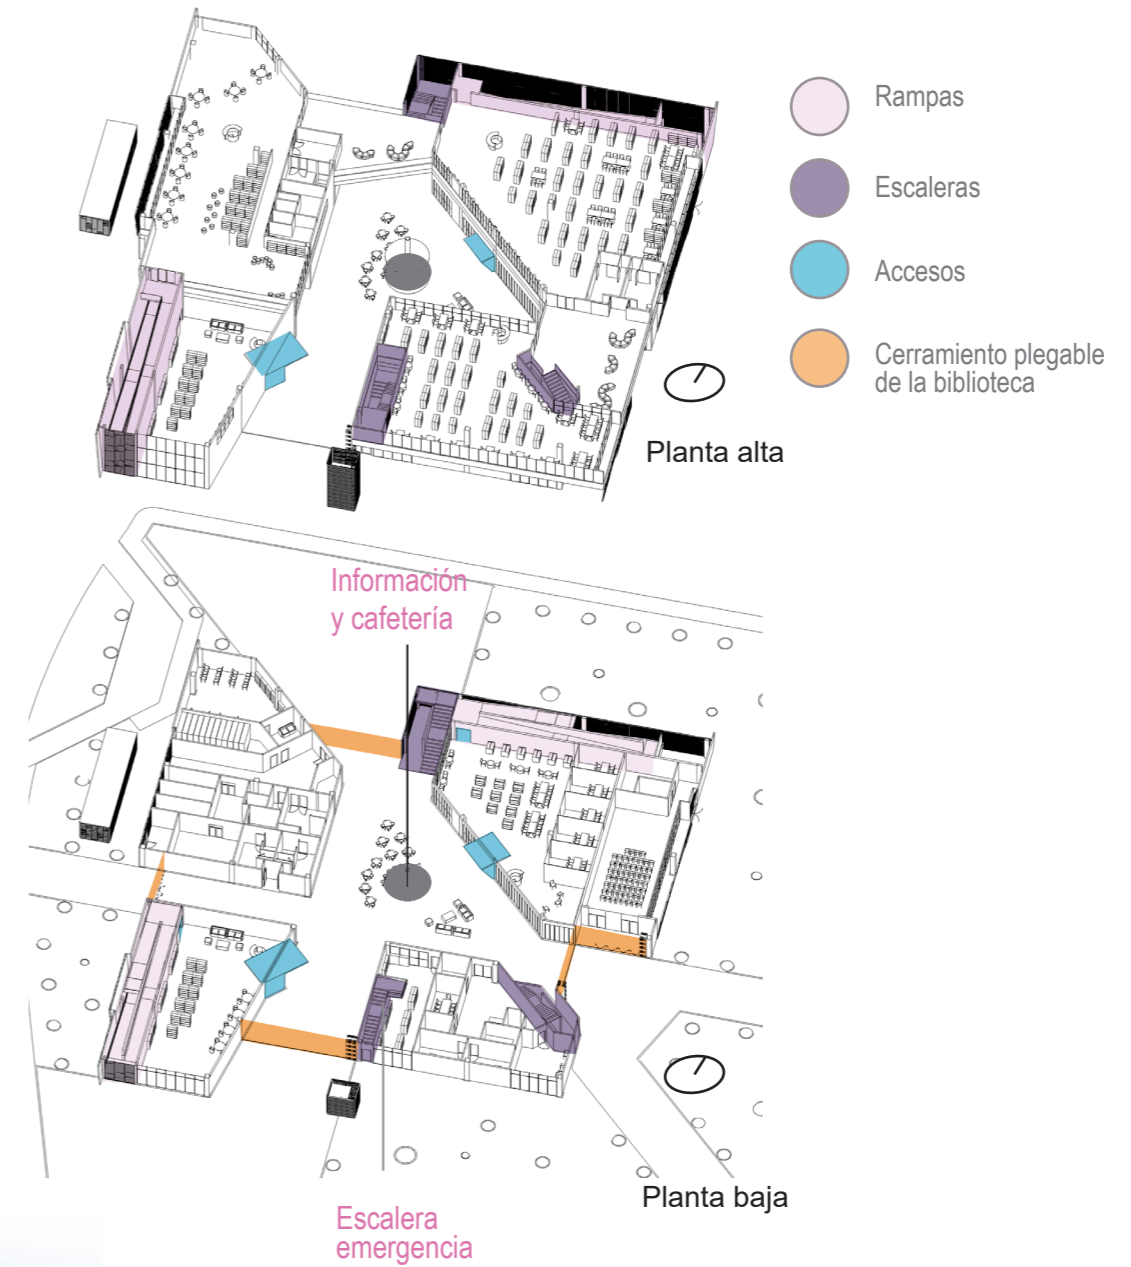 Rampas
Escaleras
Accesos
Cerramiento plegable
de la biblioteca
Planta alta
Información
y cafetería
Planta baja
Escalera
emergencia